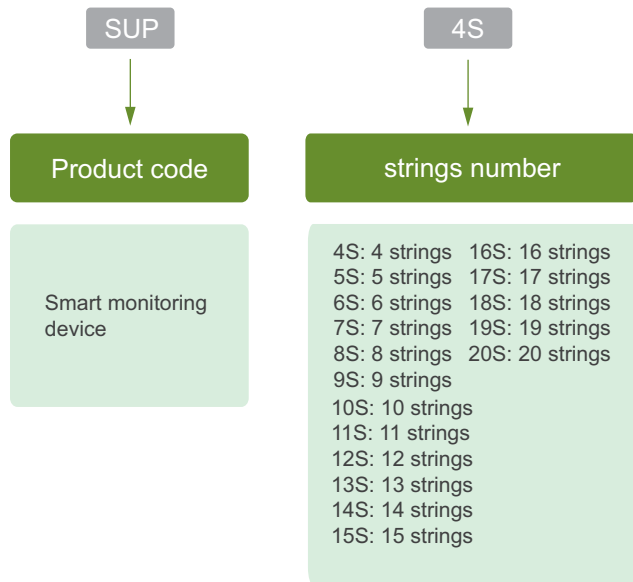 SUP
4S
Product code
strings number
Smart monitoring
device
4S: 4 strings
5S: 5 strings
6S: 6 strings
7S: 7 strings
8S: 8 strings
9S: 9 strings
10S: 10 strings
11S: 11 strings
12S: 12 strings
13S: 13 strings
14S: 14 strings
15S: 15 strings
16S: 16 strings
17S: 17 strings
18S: 18 strings
19S: 19 strings
20S: 20 strings